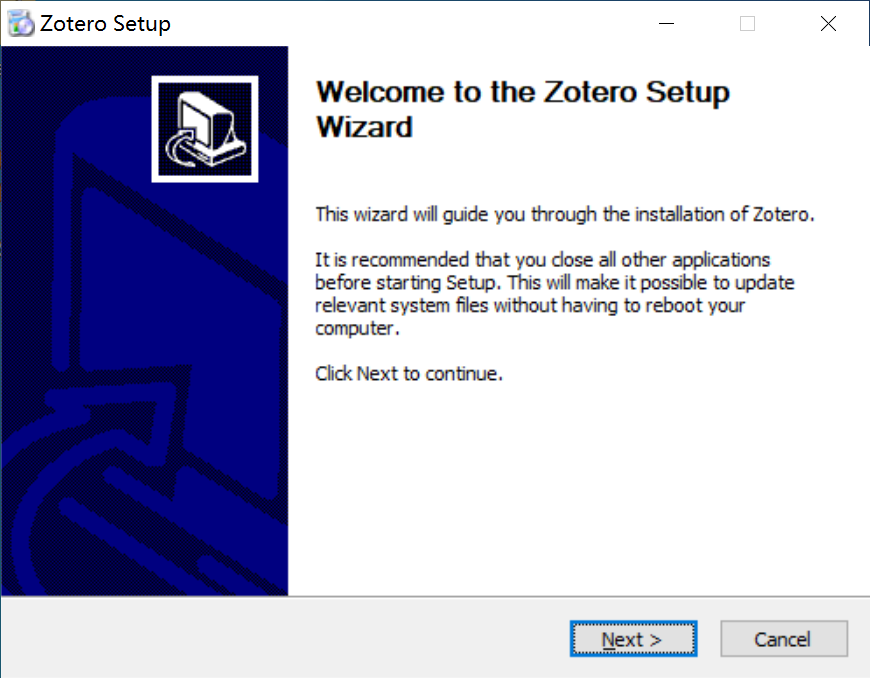 Zotero Setup
Welcome to the Zotero Setup
Wizard
This wizard will guide you through the installation of Zotero.
It is recommended that you close all other applications
before starting Setup. This will make it possible to update
relevant system files without having to reboot your
computer.
Click Next to continue.
Next >
Cancel